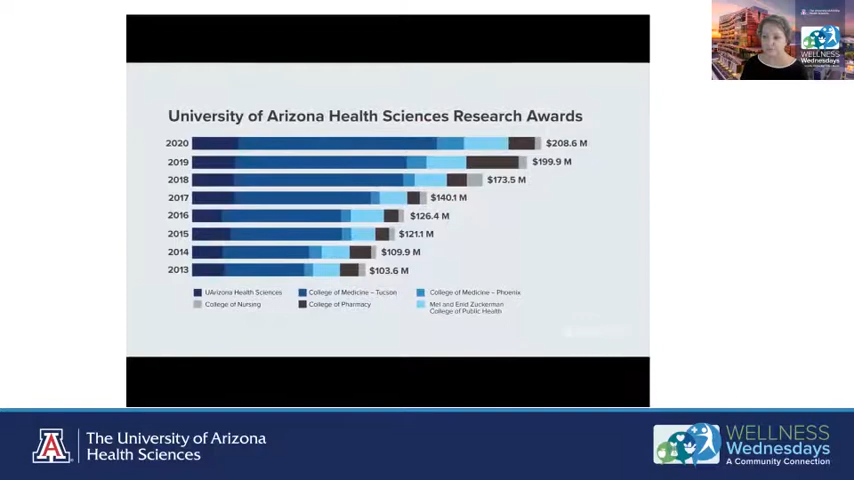 University of Arizona Health Sciences Research Awards
2020 $208.6 M
2019 $199.9 M
2018 $173.5 M
2017 $140.1 M
2016 $126.4 M
2015 $121.1 M
2014 $109.9 M
2013 $103.6 M
UArizona Health Sciences
College of Medicine – Tucson
College of Medicine – Phoenix
College of Nursing
College of Pharmacy
Mel and Enid Zuckerman
College of Public Health
WELLNESS
Wednesdays
A
The University of Arizona
Health Sciences
WELLNESS
Wednesdays
A Community Connection